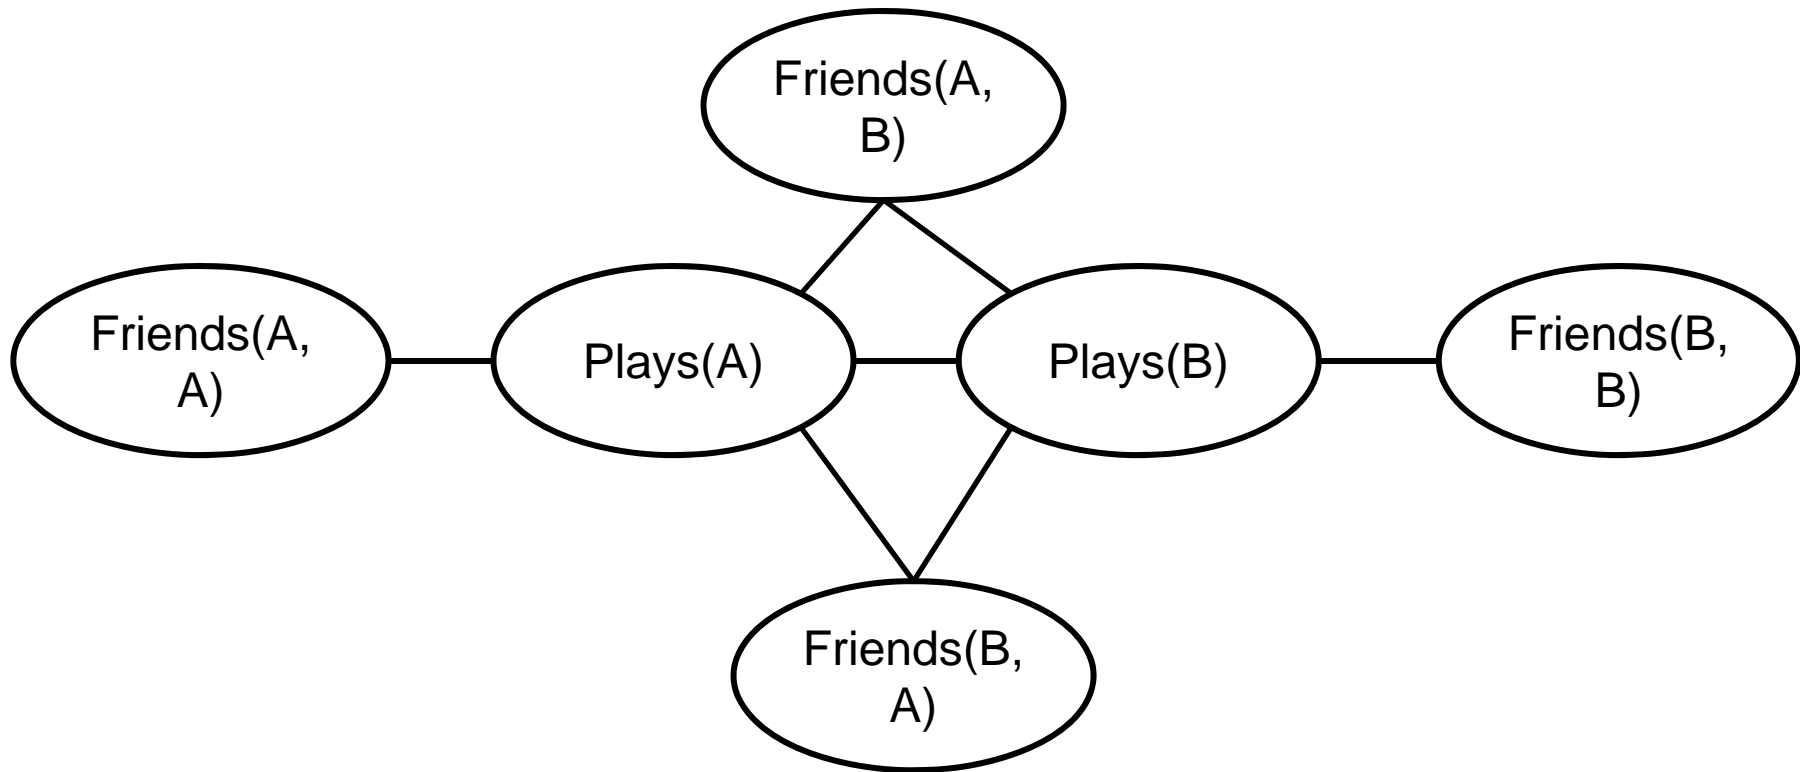 Friends(A,
B)
Friends(A,
A)
Plays(A)
Plays(B)
Friends(B,
B)
Friends(B,
A)